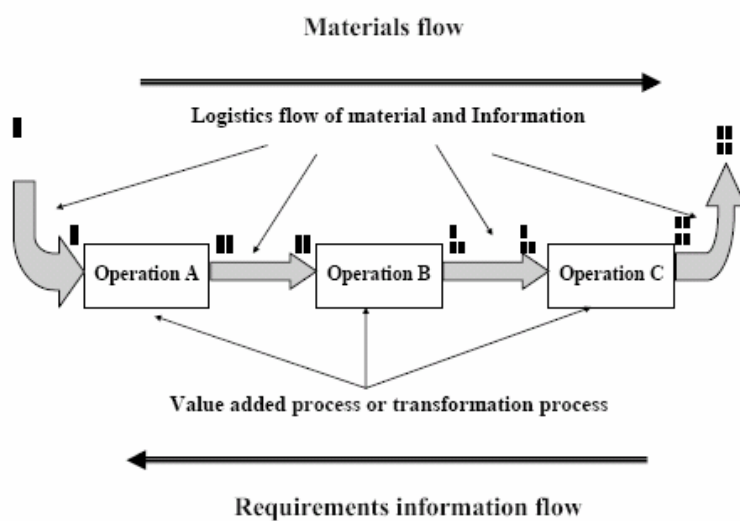 Materials flow
Logistics flow of material and Information
Operation A
Operation B
Operation C
Value added process or transformation process
Requirements information flow